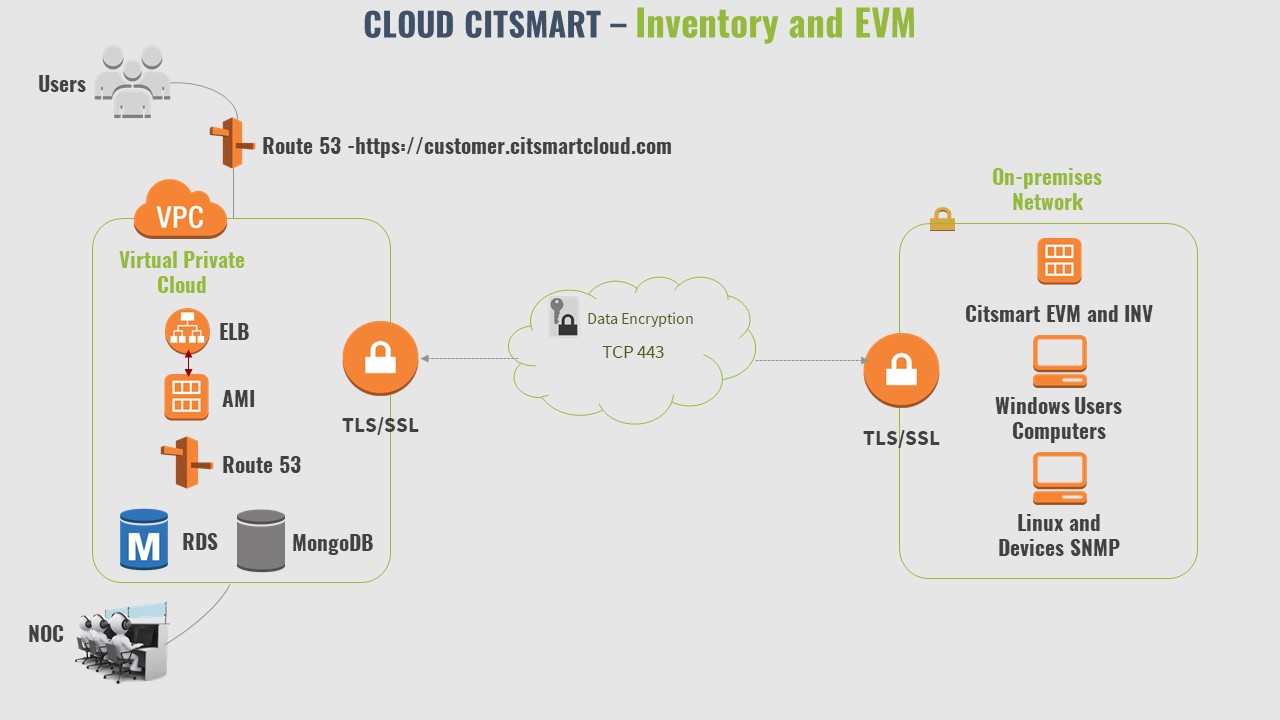 CLOUD CITSMART – Inventory and EVM
Users
Route 53 -https://customer.citsmartcloud.com
VPC
Virtual Private
Cloud
ELB
AMI
Route 53
M
RDS
MongoDB
NOC
TLS/SSL
Data Encryption
TCP 443
TLS/SSL
On-premises
Network
Citsmart EVM and INV
Windows Users
Computers
Linux and
Devices SNMP